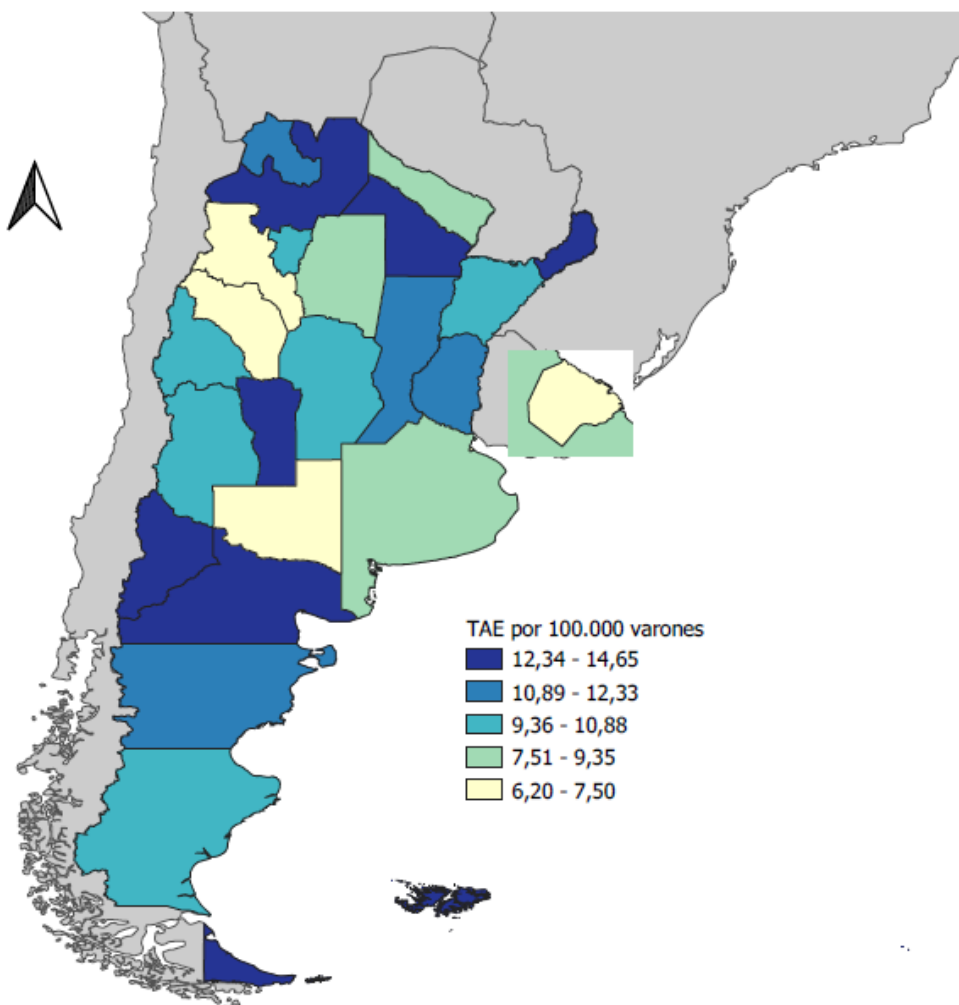 TAE por 100.000 varones
12,34 - 14,65
10,89 - 12,33
9,36 - 10,88
7,51 - 9,35
6,20 - 7,50